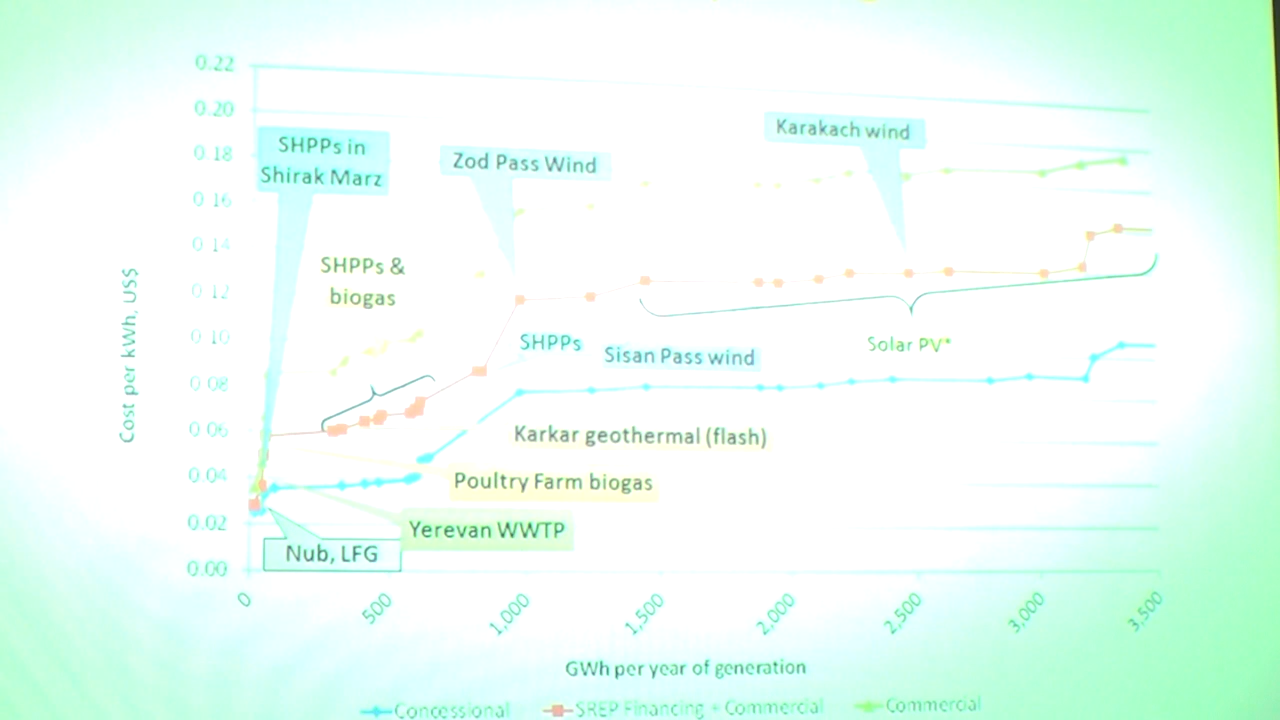 0.22
0.20
0.18
0.16
0.14
0.12
0.10
0.08
0.06
0.04
0.02
0.00
Cost per kWh, US$
SHPPs in
Shirak Marz
Zod Pass Wind
Karakach wind
SHPPs &
biogas
SHPPs
Sisan Pass wind
Solar PV*
Karkar geothermal (flash)
Poultry Farm biogas
Yerevan WWTP
Nub, LFG
0
500
1,000
1,500
2,000
2,500
3,000
3,500
GWh per year of generation
Concessional
SREP Financing + Commercial
Commercial